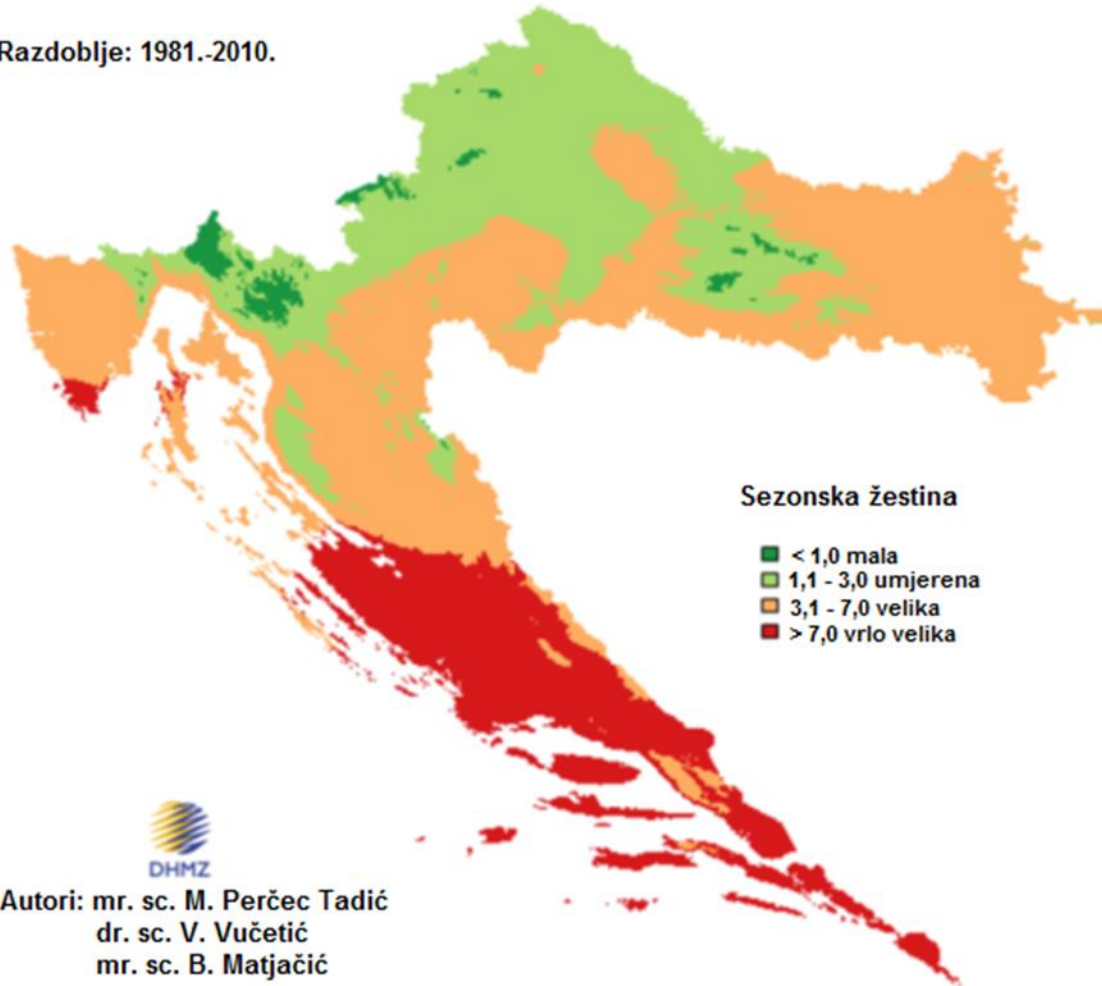 Razdoblje: 1981.-2010.
Sezonska žestina
< 1,0 mala
1,1 - 3,0 umjerena
3,1 - 7,0 velika
> 7,0 vrlo velika
DHMZ
Autori: mr. sc. M. Perčec Tadić
dr. sc. V. Vučetić
mr. sc. B. Matjačić